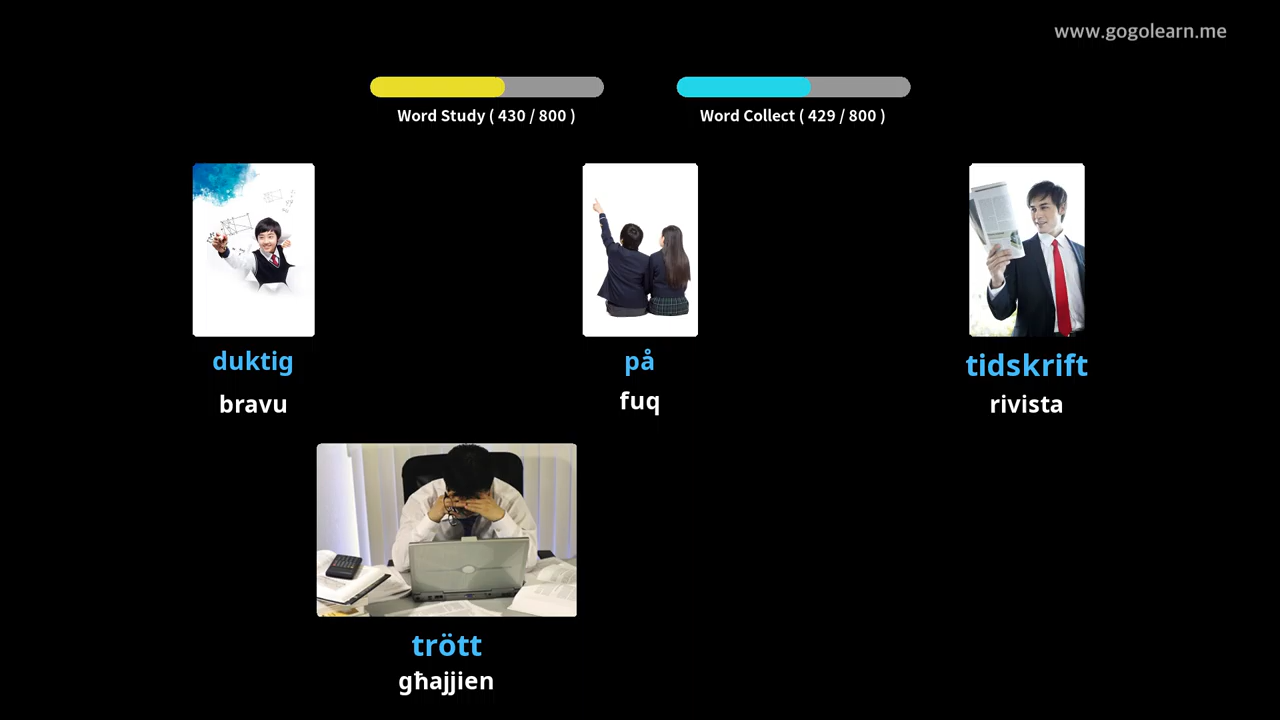 www.gogolearn.me
Word Study ( 430 / 800 )
Word Collect ( 429 / 800 )
duktig
på
tidskrift
bravu
fuq
rivista
trött
għajjien